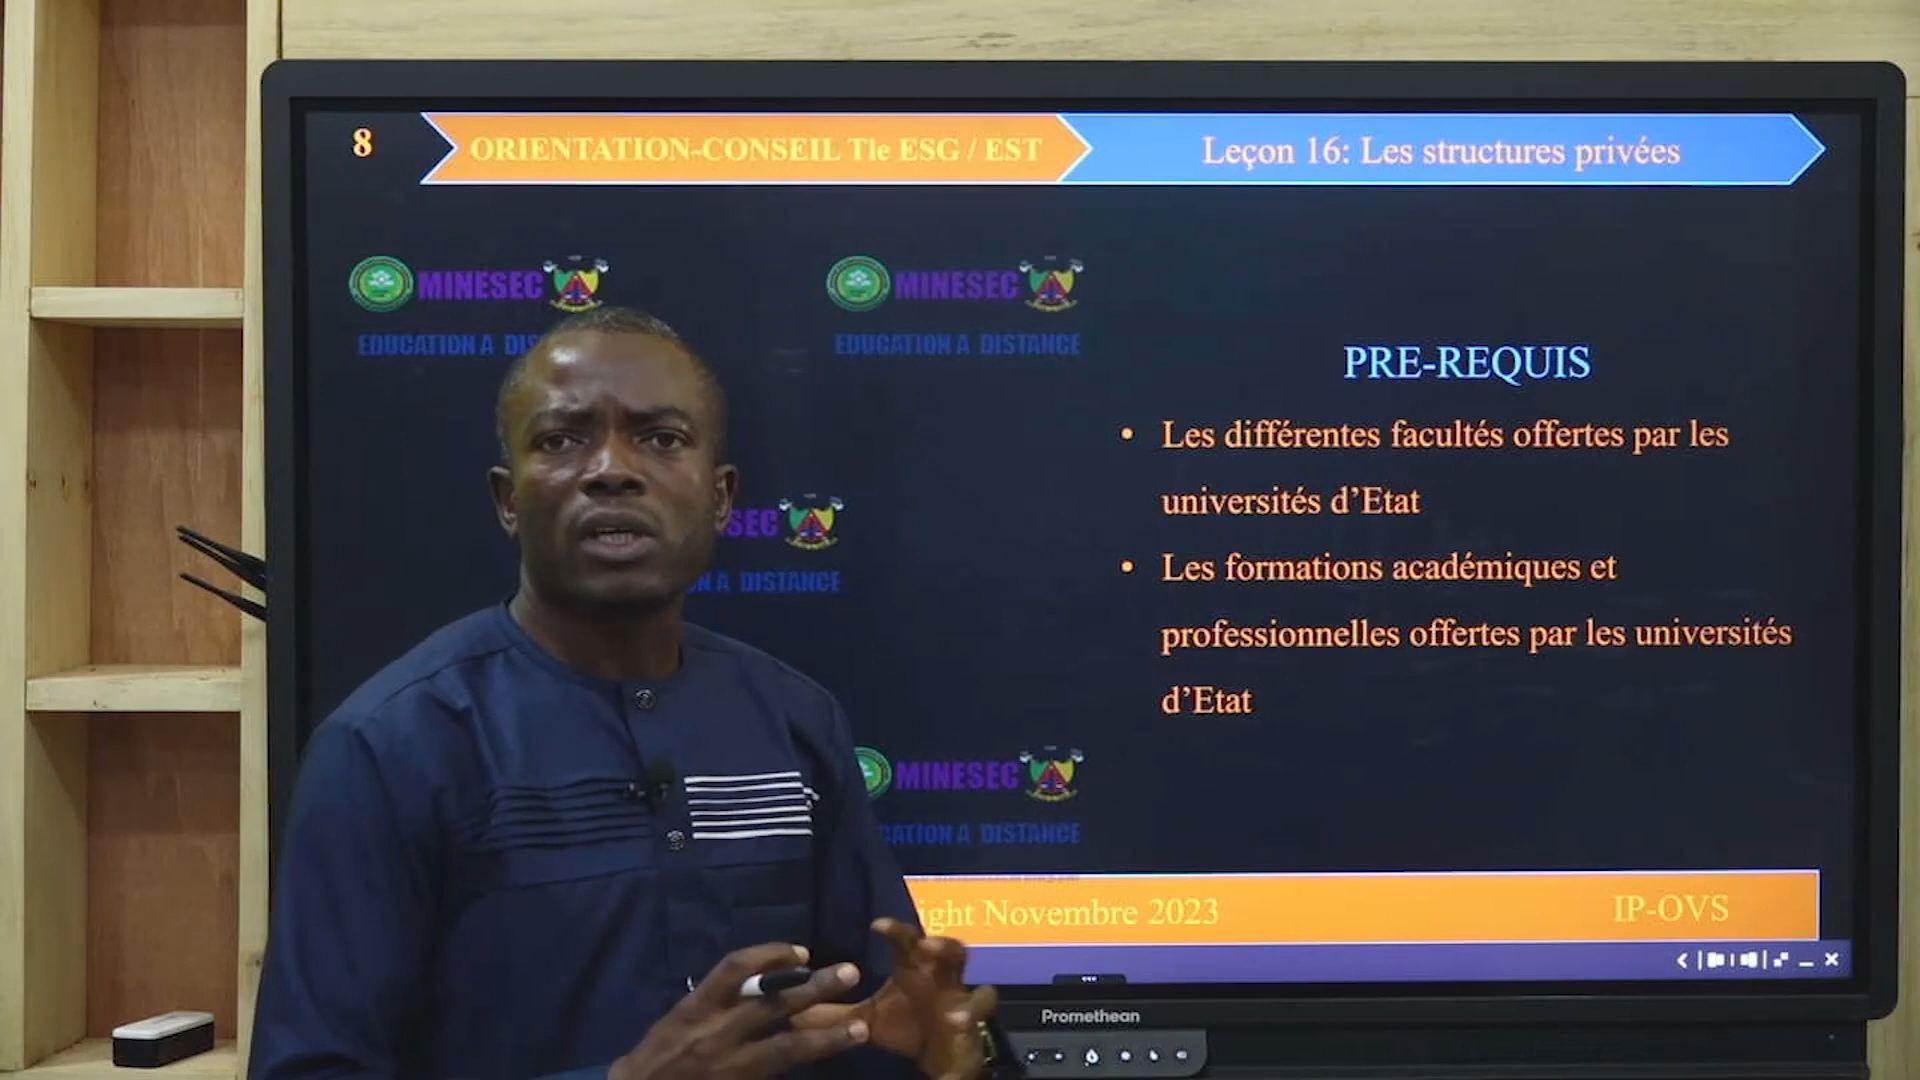 8
ORIENTATION-CONSEIL Tle ESG / EST
Leçon 16: Les structures privées
MINESEC
MINESEC
EDUCATION A
EDUCATION A DISTANCE
PRE-REQUIS
• Les différentes facultés offertes par les
universités d'Etat
• Les formations académiques et
professionnelles offertes par les universités
d'Etat
DISTANCE
MINESEC
A DISTANCE
Novembre 2023
IP-OVS
Promethean